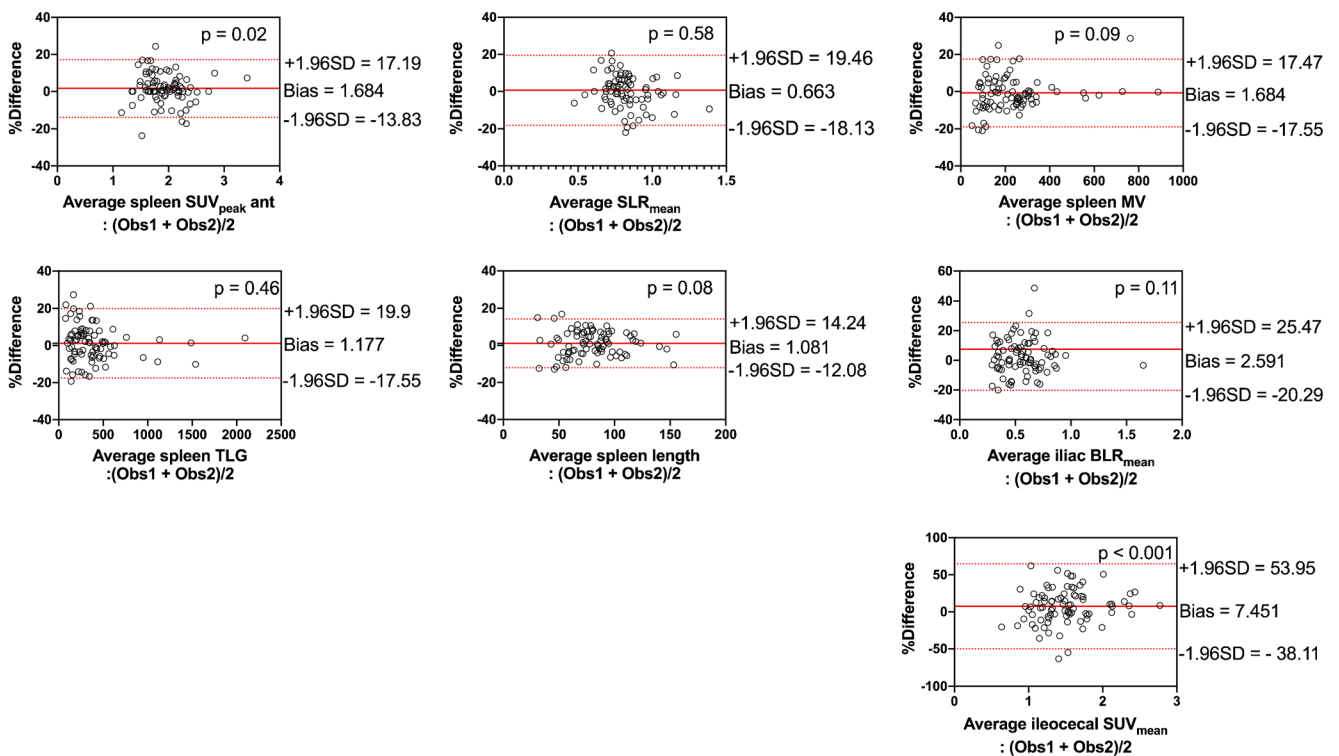 40
20
0
-20
-40
%Difference
p = 0.02
+1.96SD = 17.19
Bias = 1.684
-1.96SD = -13.83
0 1 2 3 4
Average spleen SUVpeak ant
: (Obs1 + Obs2)/2
40
20
0
-20
-40
%Difference
p = 0.58
+1.96SD = 19.46
Bias = 0.663
-1.96SD = -18.13
0.0 0.5 1.0 1.5
Average SLRmean
: (Obs1 + Obs2)/2
40
20
0
-20
-40
%Difference
p = 0.09
+1.96SD = 17.47
Bias = 1.684
-1.96SD = -17.55
0 200 400 600 800 1000
Average spleen MV
: (Obs1 + Obs2)/2
40
20
0
-20
-40
%Difference
p = 0.46
+1.96SD = 19.9
Bias = 1.177
-1.96SD = -17.55
0 500 1000 1500 2000 2500
Average spleen TLG
:(Obs1 + Obs2)/2
40
20
0
-20
-40
%Difference
p = 0.08
+1.96SD = 14.24
Bias = 1.081
-1.96SD = -12.08
0 50 100 150 200
Average spleen length
: (Obs1 + Obs2)/2
60
40
20
0
-20
-40
%Difference
p = 0.11
+1.96SD = 25.47
Bias = 2.591
-1.96SD = -20.29
0.0 0.5 1.0 1.5 2.0
Average iliac BLRmean
: (Obs1 + Obs2)/2
100
50
0
-50
-100
%Difference
p < 0.001
+1.96SD = 53.95
Bias = 7.451
-1.96SD = - 38.11
0 1 2 3
Average ileocecal SUVmean
: (Obs1 + Obs2)/2